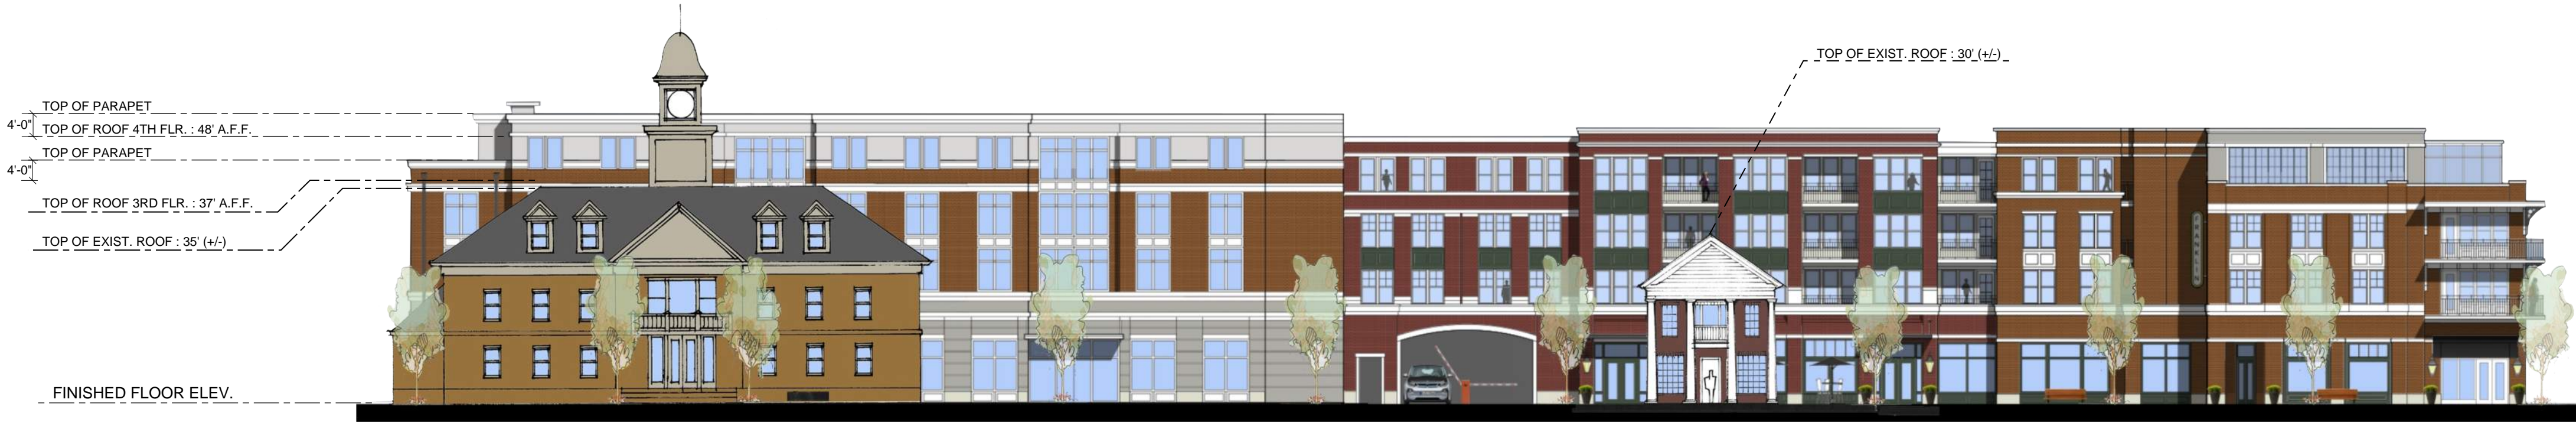 TOP OF EXIST. ROOF : 30' (+/-)
TOP OF PARAPET
4'-0"
TOP OF ROOF 4TH FLR. : 48' A.F.F.
TOP OF PARAPET
4'-0"
TOP OF ROOF 3RD FLR. : 37' A.F.F.
TOP OF EXIST. ROOF : 35' (+/-)
FRANKLIN
FINISHED FLOOR ELEV.